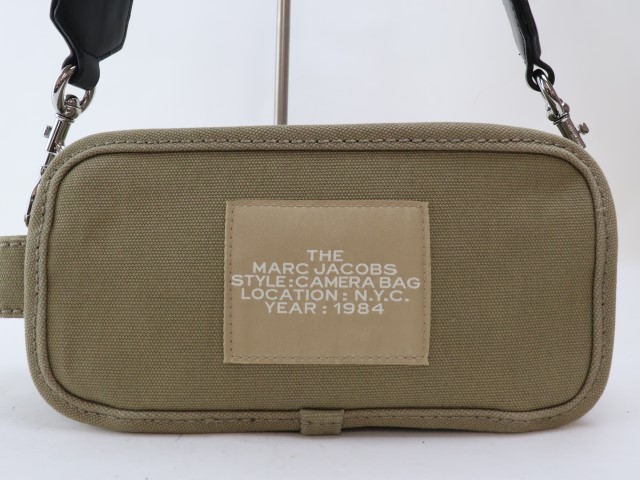 THE
MARC JACOBS
STYLE:CAMERA BAG
LOCATION: N.Y.C.
YEAR: 1984